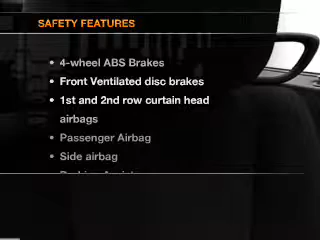 SAFETY FEATURES
• 4-wheel ABS Brakes
• Front Ventilated disc brakes
• 1st and 2nd row curtain head
airbags
• Passenger Airbag
• Side airbag